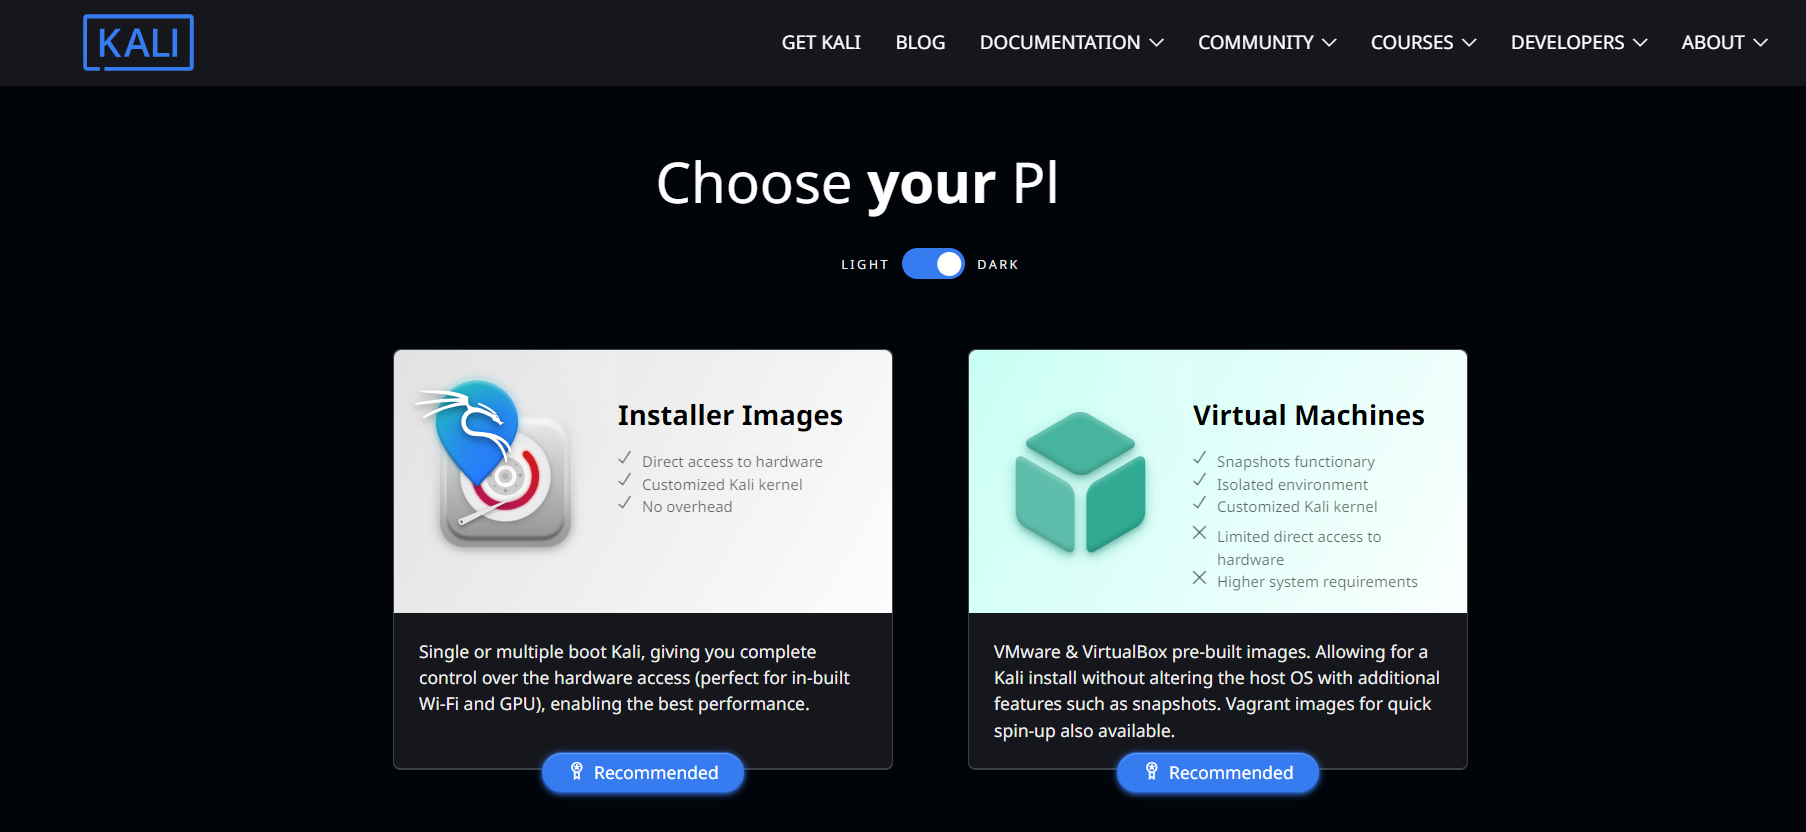 KALI
GET KALI BLOG DOCUMENTATION COMMUNITY COURSES DEVELOPERS ABOUT
Choose your Pl
LIGHT DARK
Installer Images
Direct access to hardware
Customized Kali kernel
No overhead
Single or multiple boot Kali, giving you complete
control over the hardware access (perfect for in-built
Wi-Fi and GPU), enabling the best performance.
Recommended
Virtual Machines
Snapshots functionary
Isolated environment
Customized Kali kernel
Limited direct access to
hardware
Higher system requirements
VMware & VirtualBox pre-built images. Allowing for a
Kali install without altering the host OS with additional
features such as snapshots. Vagrant images for quick
spin-up also available.
Recommended